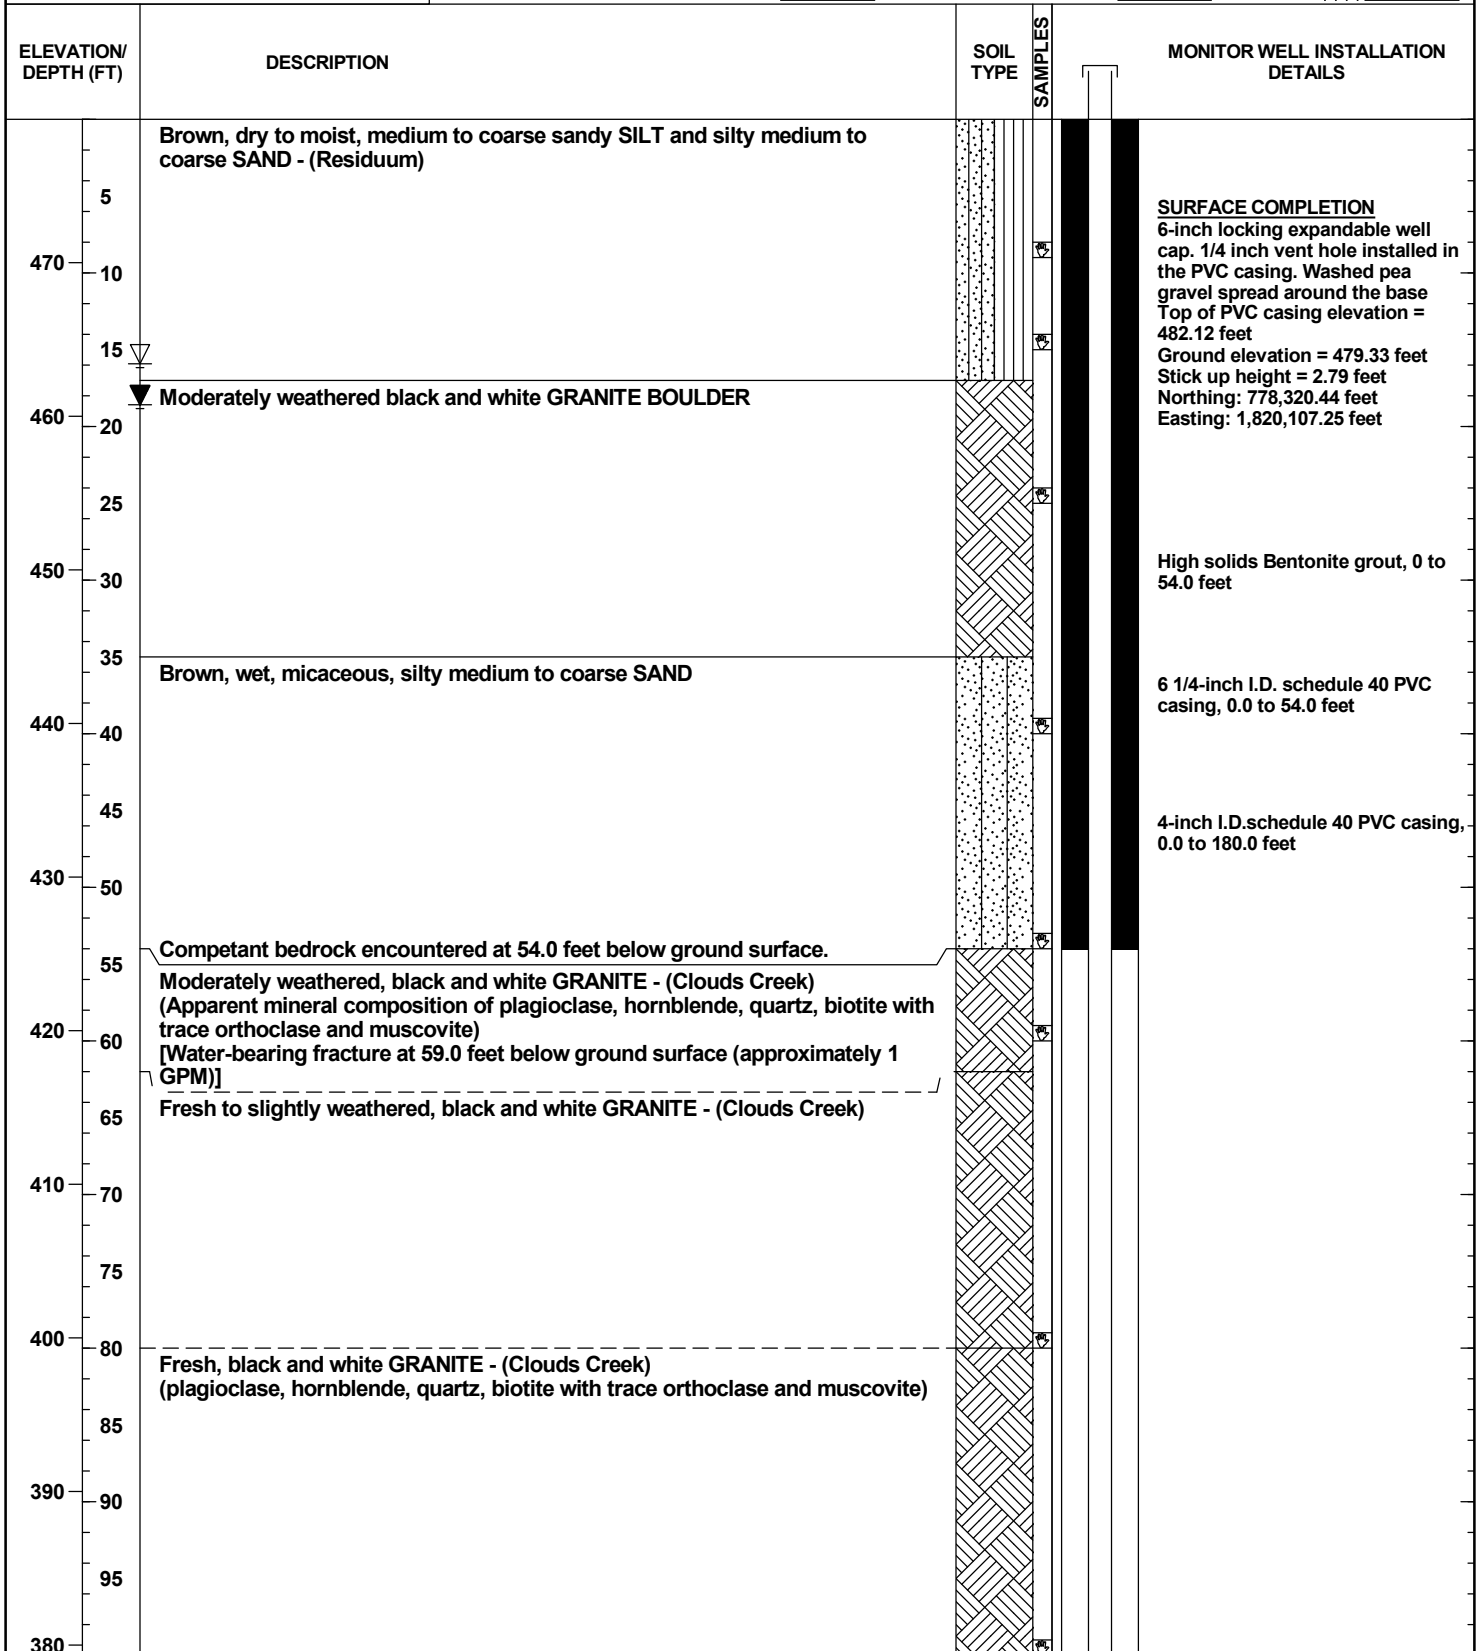 ELEVATION/
DEPTH (FT)
DESCRIPTION
SOIL
TYPE
SAMPLES
MONITOR WELL INSTALLATION
DETAILS
Brown, dry to moist, medium to coarse sandy SILT and silty medium to
coarse SAND - (Residuum)
5
SURFACE COMPLETION
6-inch locking expandable well
cap. 1/4 inch vent hole installed in
the PVC casing. Washed pea
gravel spread around the base
Top of PVC casing elevation =
482.12 feet
Ground elevation = 479.33 feet
Stick up height = 2.79 feet
Northing: 778,320.44 feet
Easting: 1,820,107.25 feet
470
10
15
Moderately weathered black and white GRANITE BOULDER
460
20
25
450
30
High solids Bentonite grout, 0 to
54.0 feet
35
Brown, wet, micaceous, silty medium to coarse SAND
6 1/4-inch I.D. schedule 40 PVC
casing, 0.0 to 54.0 feet
440
40
45
4-inch I.D.schedule 40 PVC casing,
0.0 to 180.0 feet
430
50
Competant bedrock encountered at 54.0 feet below ground surface.
55
Moderately weathered, black and white GRANITE - (Clouds Creek)
(Apparent mineral composition of plagioclase, hornblende, quartz, biotite with
trace orthoclase and muscovite)
[Water-bearing fracture at 59.0 feet below ground surface (approximately 1
GPM)]
420
60
Fresh to slightly weathered, black and white GRANITE - (Clouds Creek)
65
410
70
75
400
80
Fresh, black and white GRANITE - (Clouds Creek)
(plagioclase, hornblende, quartz, biotite with trace orthoclase and muscovite)
85
390
90
95
380